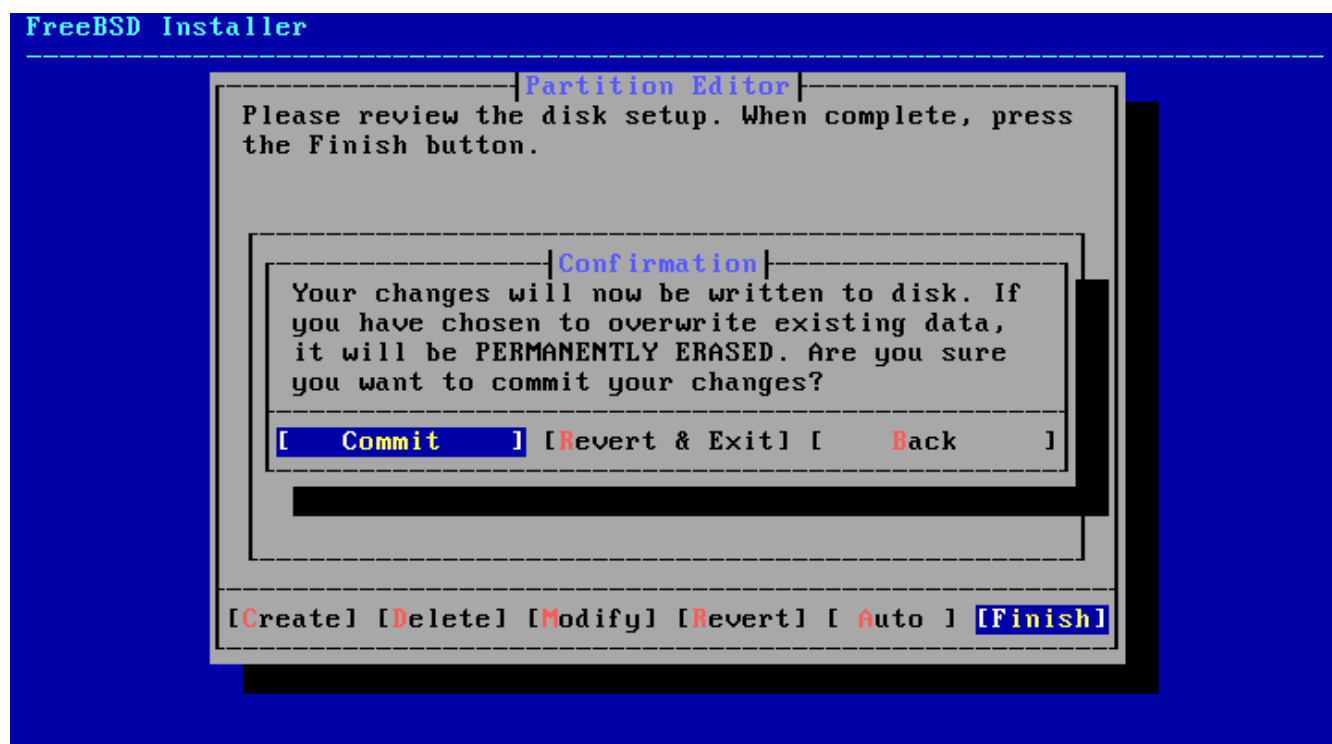 FreeBSD Installer
Partition Editor
Please review the disk setup. When complete, press
the Finish button.
Confirmation
Your changes will now be written to disk. If
you have chosen to overwrite existing data,
it will be PERMANENTLY ERASED. Are you sure
you want to commit your changes?
[ Commit ] [Revert & Exit] [ Back ]
[Create] [Delete] [Modify] [Revert] [ Auto ] [Finish]